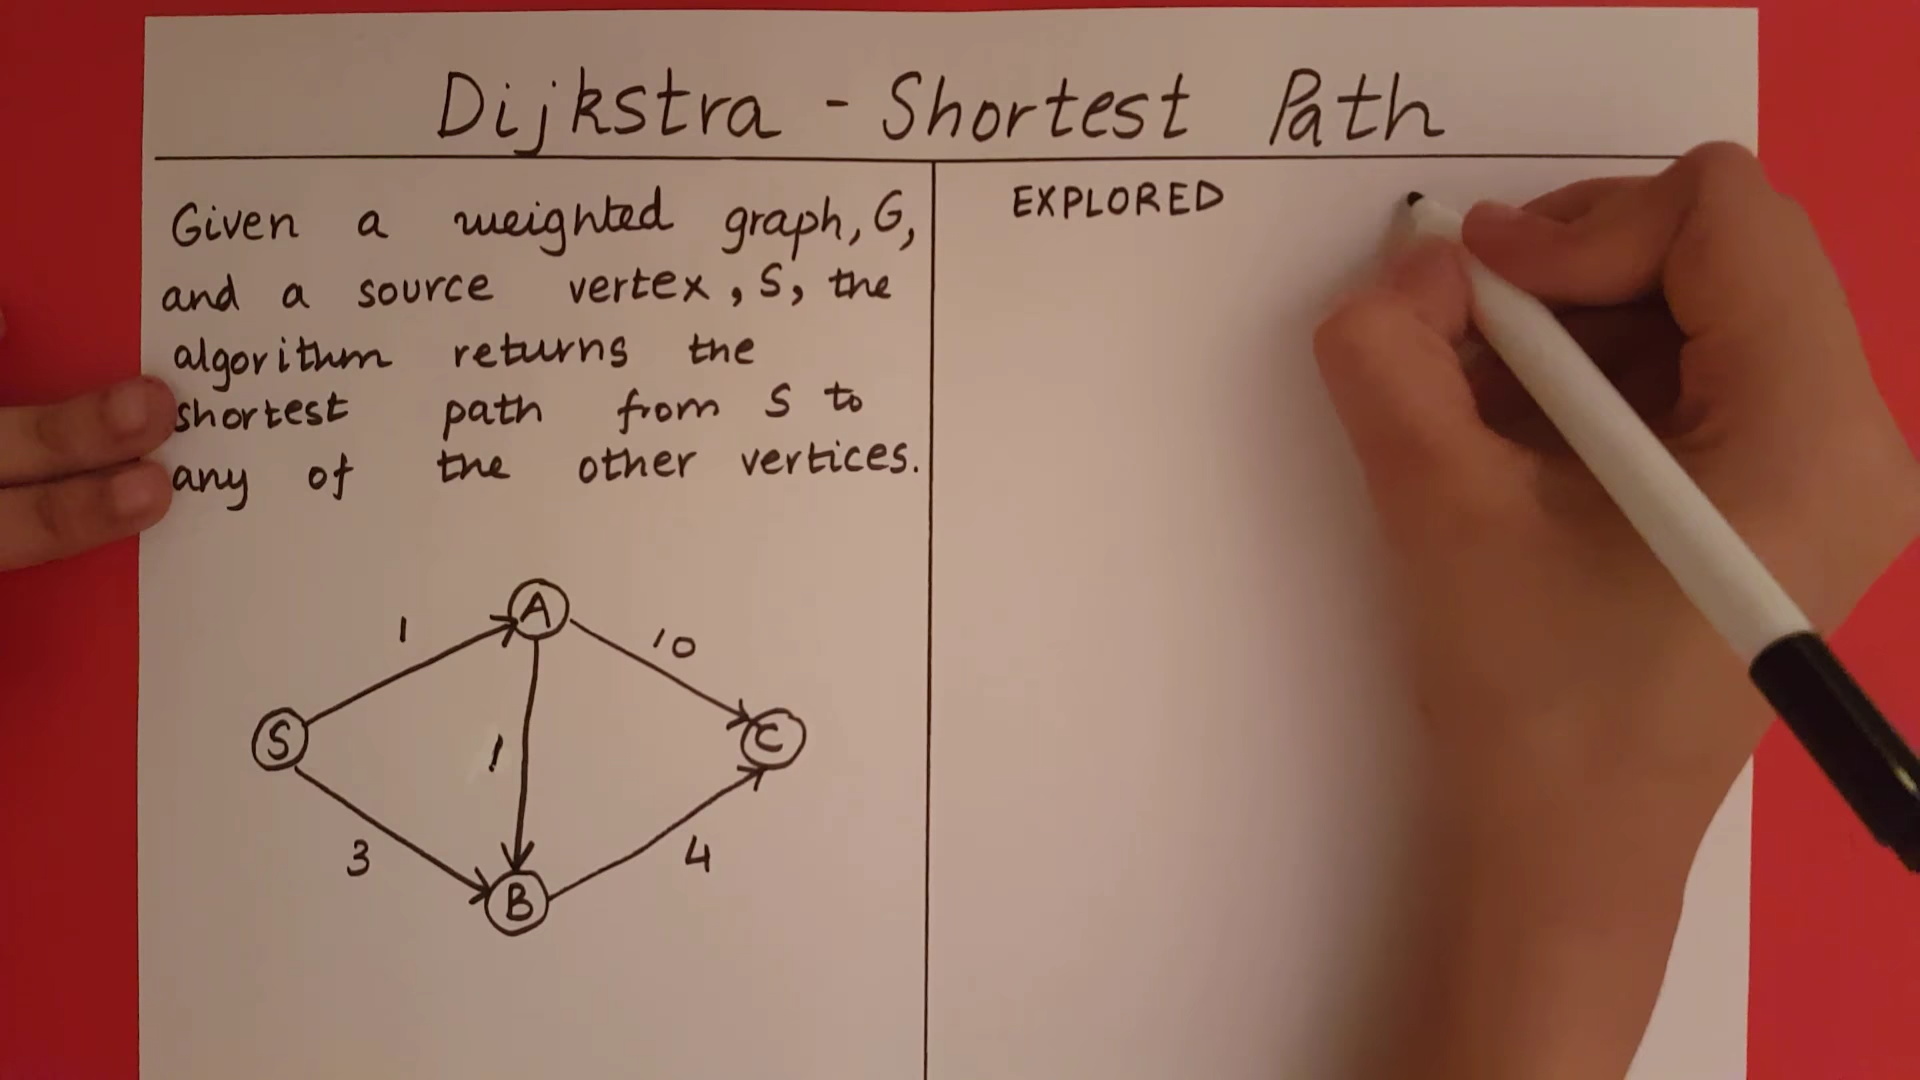 Dijkstra - Shortest Path
Given a weighted graph, G,
and a source vertex, S, the
algorithm returns the
shortest path from S to
any of the other vertices.
EXPLORED
A
1
10
S
C
1
3
4
B